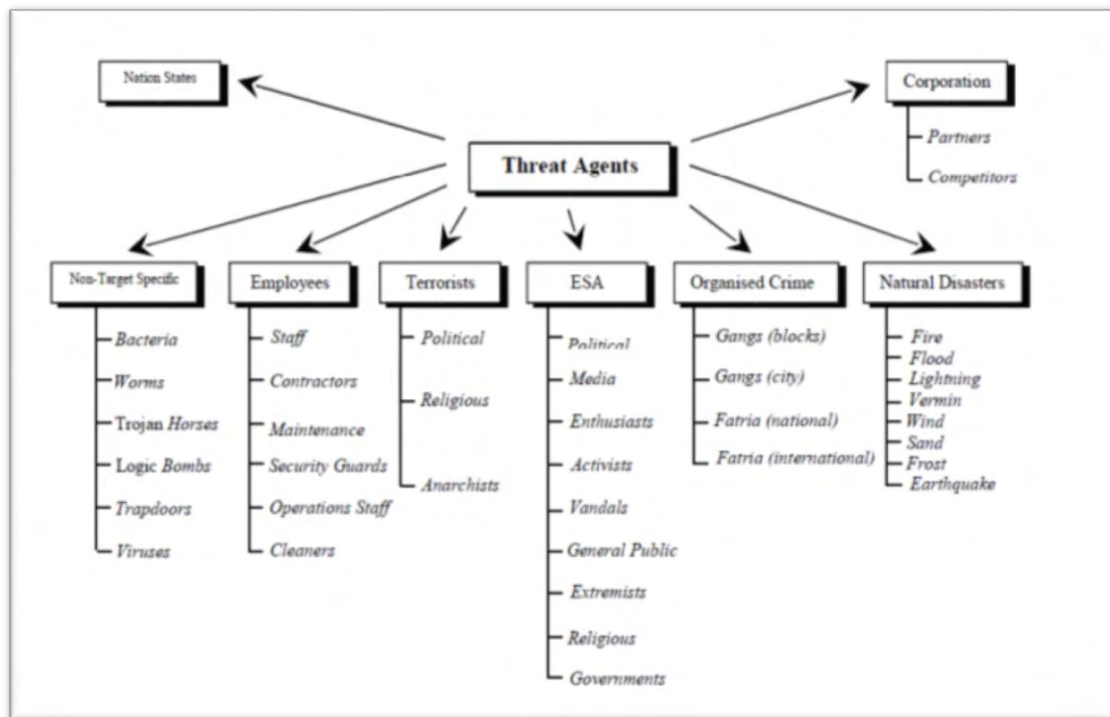 Nation States
Corporation
Partners
Competitors
Threat Agents
Non-Target Specific
Bacteria
Worms
Trojan Horses
Logic Bombs
Trapdoors
Viruses
Employees
Staff
Contractors
Maintenance
Security Guards
Operations Staff
Cleaners
Terrorists
Political
Religious
Anarchists
ESA
Political
Media
Enthusiasts
Activists
Vandals
General Public
Extremists
Religious
Governments
Organised Crime
Gangs (blocks)
Gangs (city)
Fatria (national)
Fatria (international)
Natural Disasters
Fire
Flood
Lightning
Vermin
Wind
Sand
Frost
Earthquake